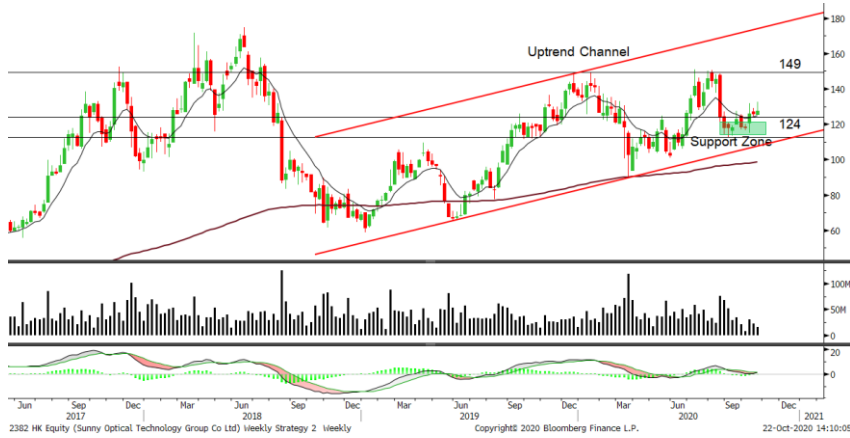 180
160
149
140
124
120
100
80
60
Uptrend Channel
Support Zone
100M
50M
0
20
0
Jun Sep Dec Mar Jun Sep Dec Mar Jun Sep Dec Mar Jun Sep Dec
2017 2018 2019 2020 2021
2382 HK Equity (Sunny Optical Technology Group Co Ltd) Weekly Strategy 2 Weekly Copyright© 2020 Bloomberg Finance L.P. 22-Oct-2020 14:10:05